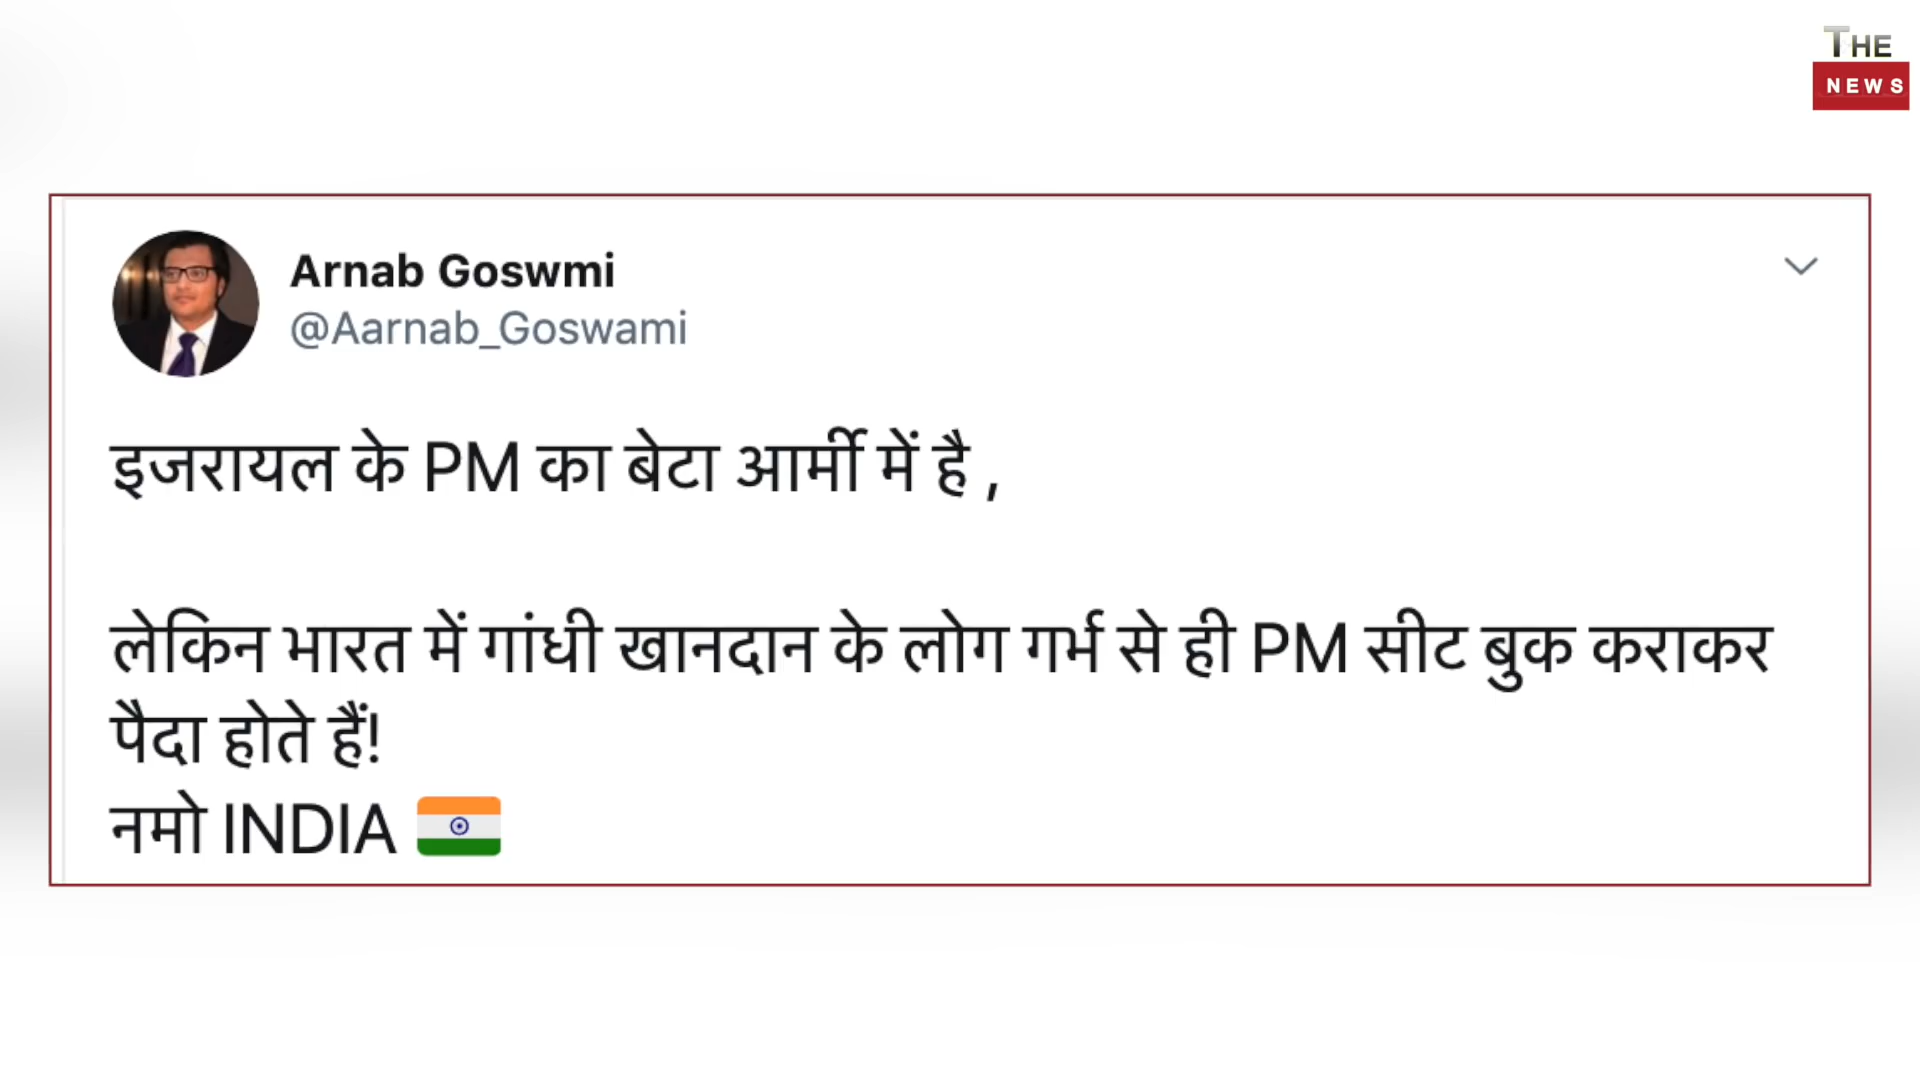 THE
NEWS
Arnab Goswmi
@Aarnab_Goswami
इजरायल के PM का बेटा आर्मी में है ,
लेकिन भारत में गांधी खानदान के लोग गर्भ से ही PM सीट बुक कराकर
पैदा होते हैं!
नमो INDIA 🇮🇳